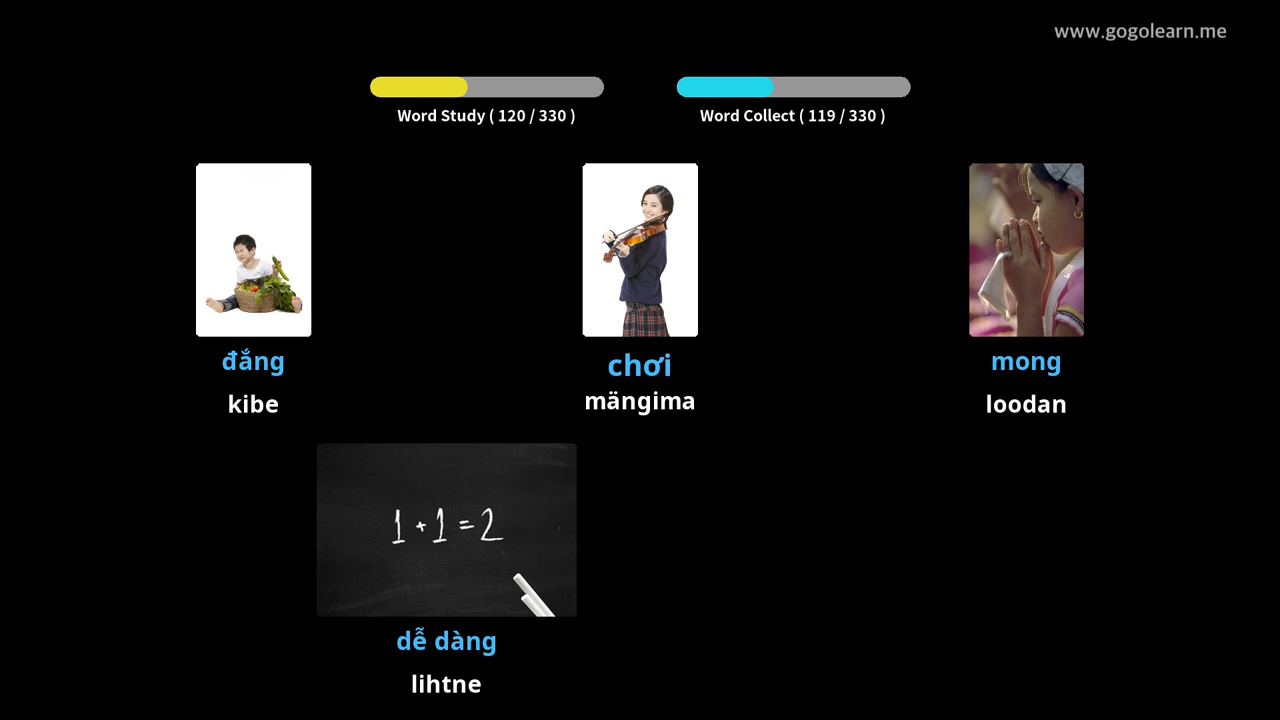 www.gogolearn.me
Word Study ( 120 / 330 )
Word Collect ( 119 / 330 )
đắng
kibe
chơi
mängima
mong
loodan
1 + 1 = 2
dễ dàng
lihtne